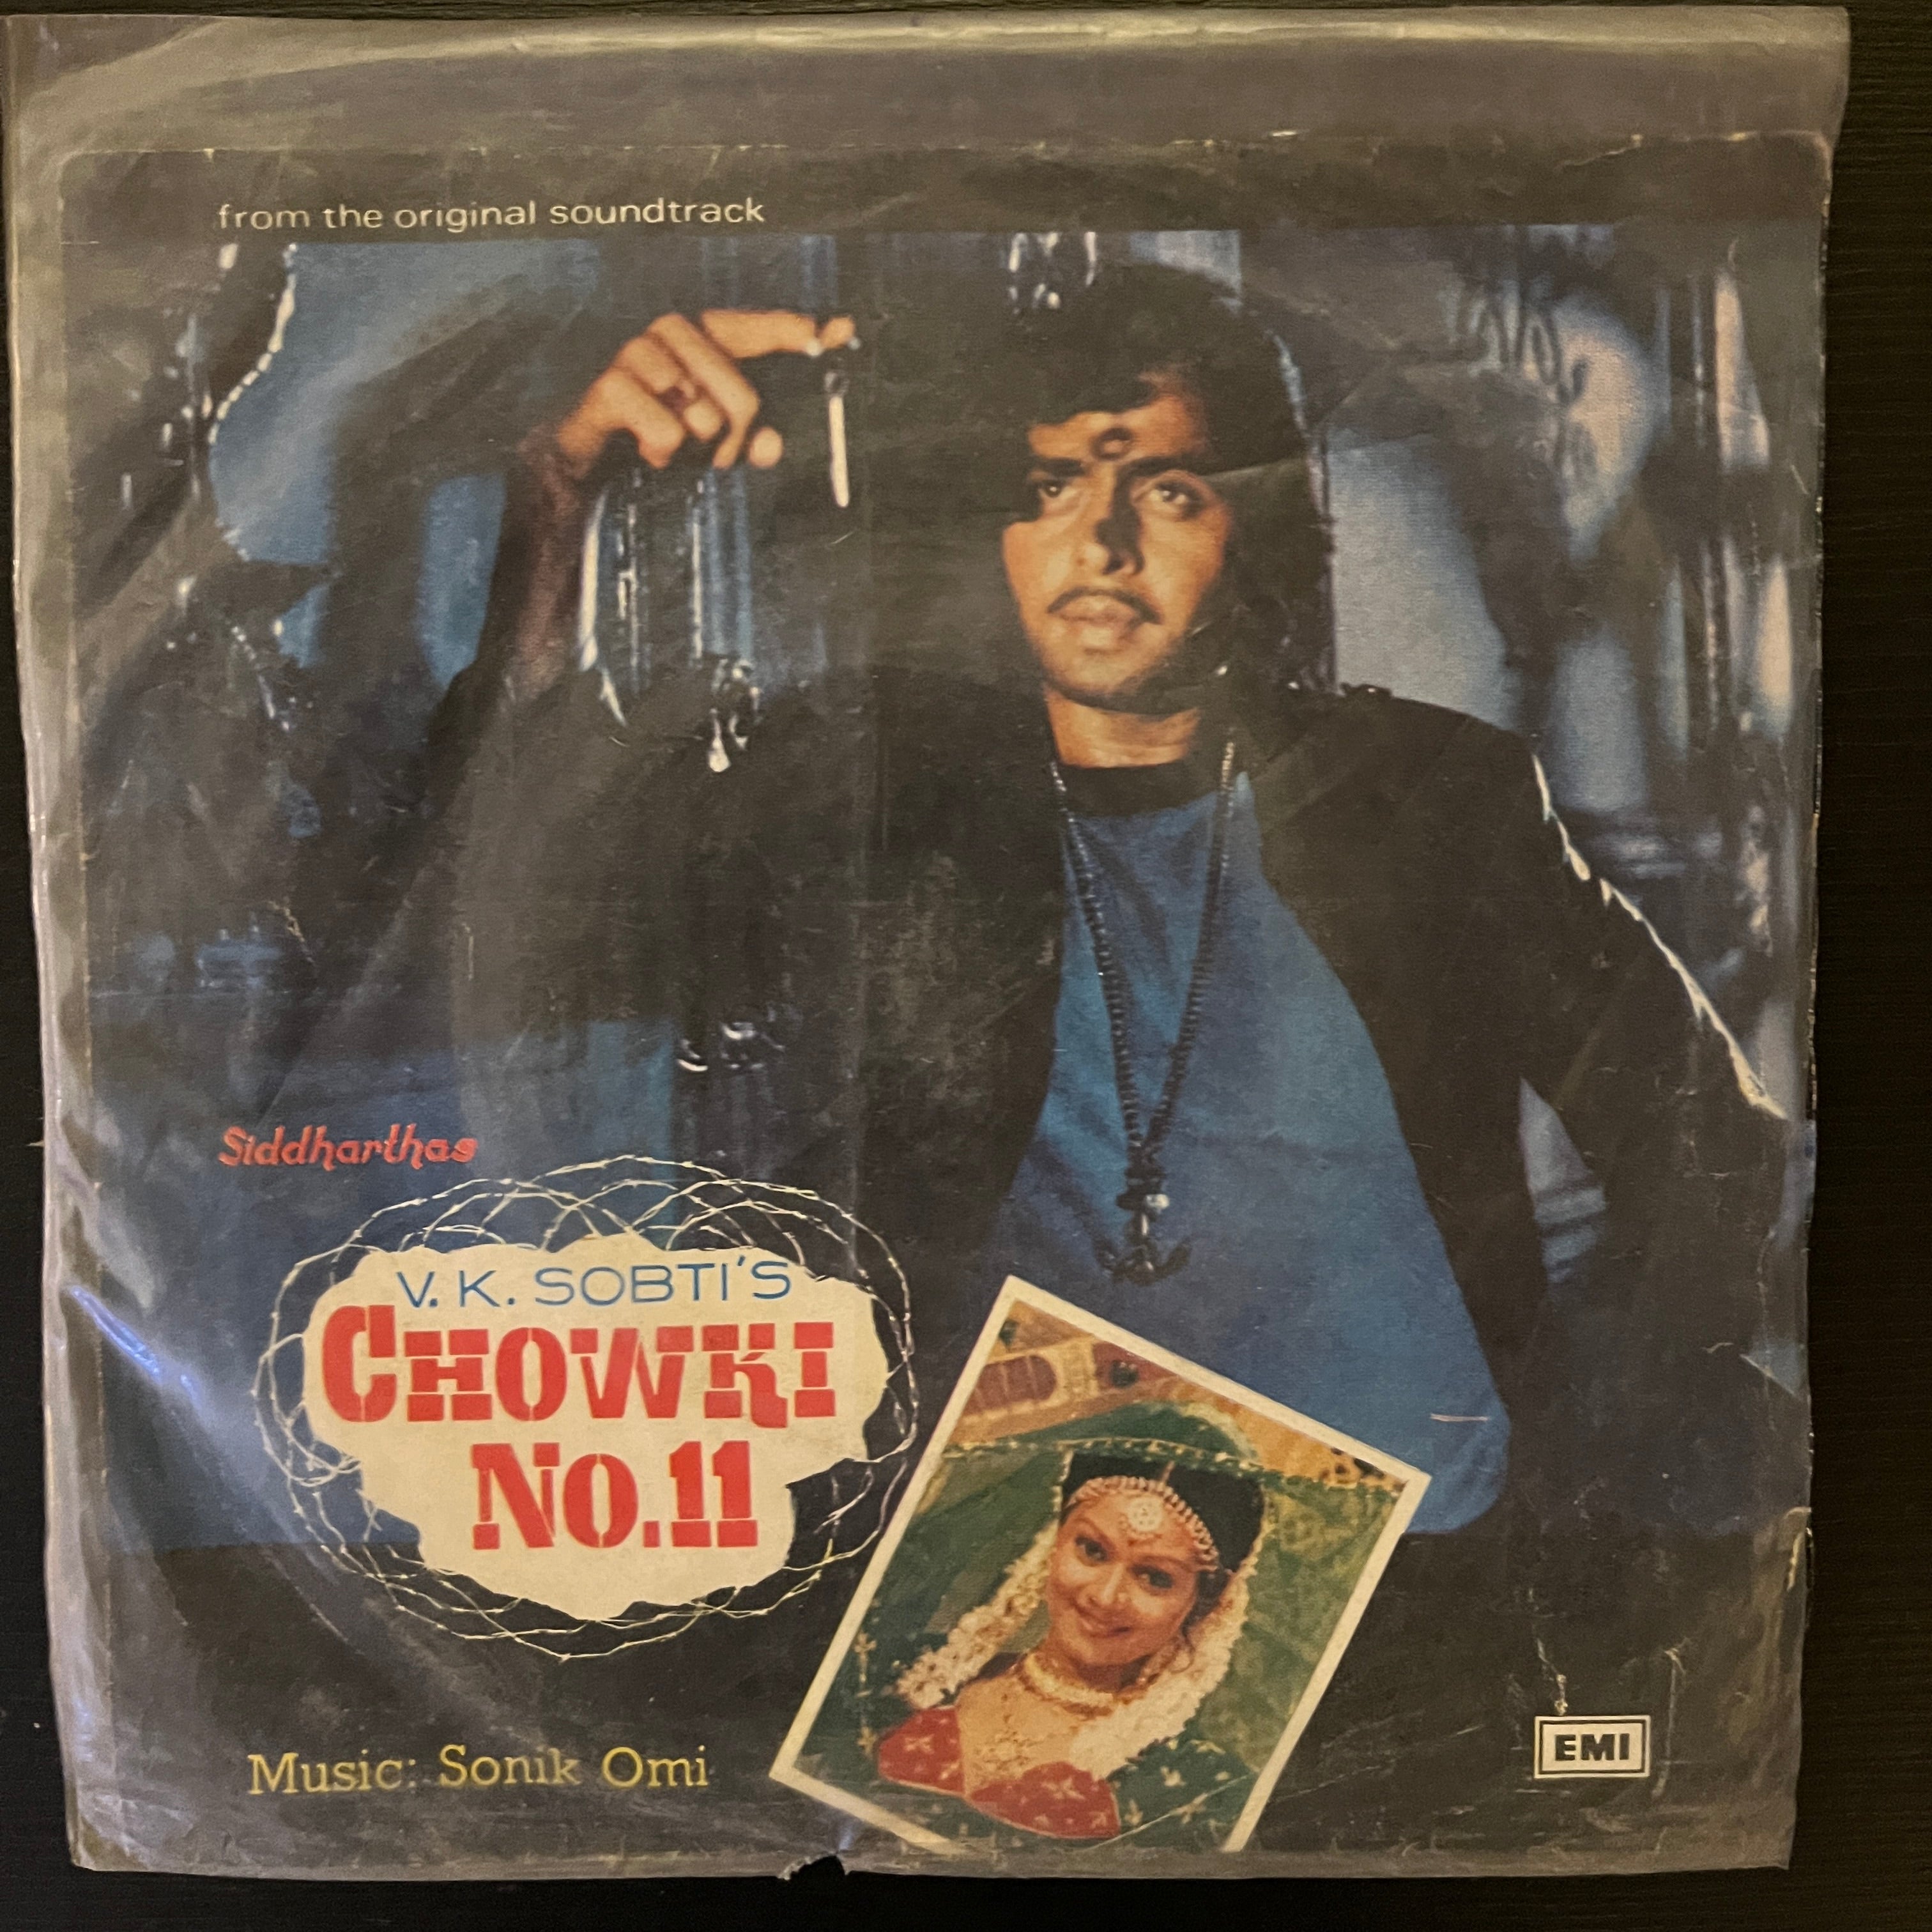 from the original soundtrack
Siddharthas
V. K. SOBTI'S
CHOWKI
No. 11
Music: Sonik Omi
EMI